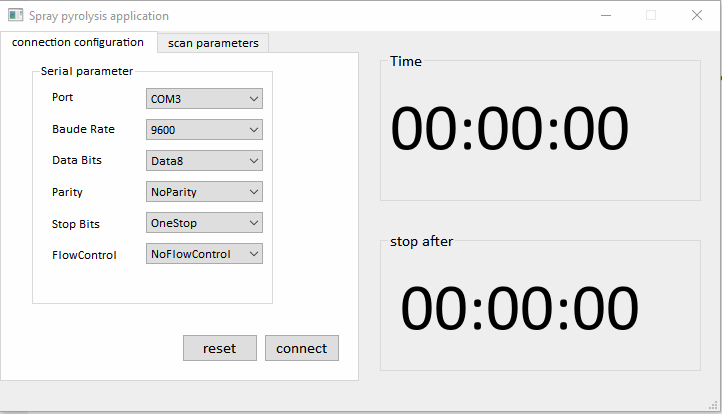 Spray pyrolysis application
connection configuration
scan parameters
Serial parameter
Port
COM3
Baude Rate
9600
Data Bits
Data8
Parity
NoParity
Stop Bits
OneStop
FlowControl
NoFlowControl
reset
connect
Time
00:00:00
stop after
00:00:00